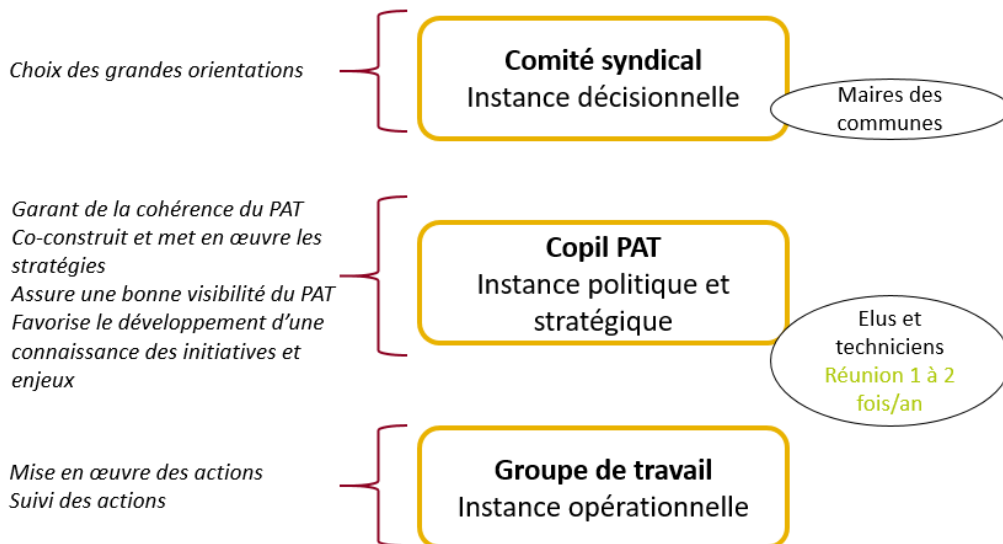 Choix des grandes orientations
Comité syndical
Instance décisionnelle
Maires des
communes
Garant de la cohérence du PAT
Co-construit et met en œuvre les
stratégies
Assure une bonne visibilité du PAT
Favorise le développement d'une
connaissance des initiatives et
enjeux
Copil PAT
Instance politique et
stratégique
Elus et
techniciens
Réunion 1 à 2
fois/an
Mise en œuvre des actions
Suivi des actions
Groupe de travail
Instance opérationnelle